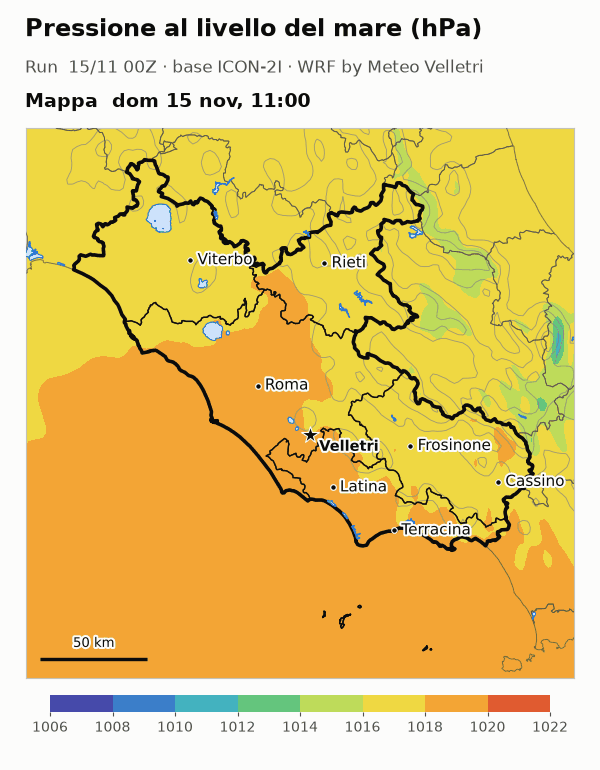 Pressione al livello del mare (hPa)
Run  15/11 00Z · base ICON-2I · WRF by Meteo Velletri
Mappa  dom 15 nov, 11:00
Viterbo
Rieti
Roma
Velletri
Frosinone
Cassino
Latina
Terracina
50 km
1006 1008 1010 1012 1014 1016 1018 1020 1022